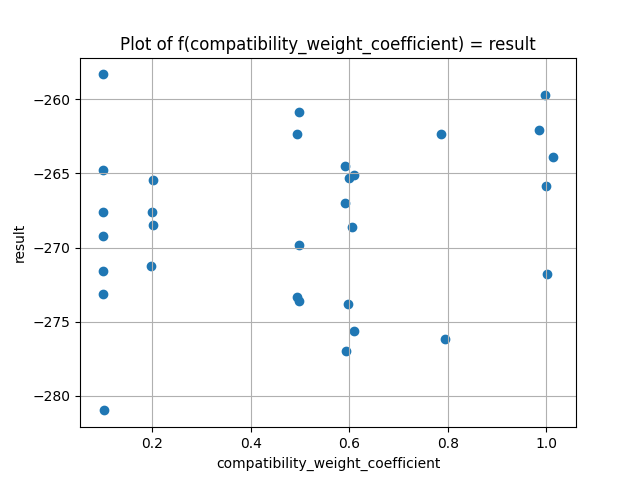 Plot of f(compatibility_weight_coefficient) = result
−260
−265
−270
−275
−280
result
0.2 0.4 0.6 0.8 1.0
compatibility_weight_coefficient